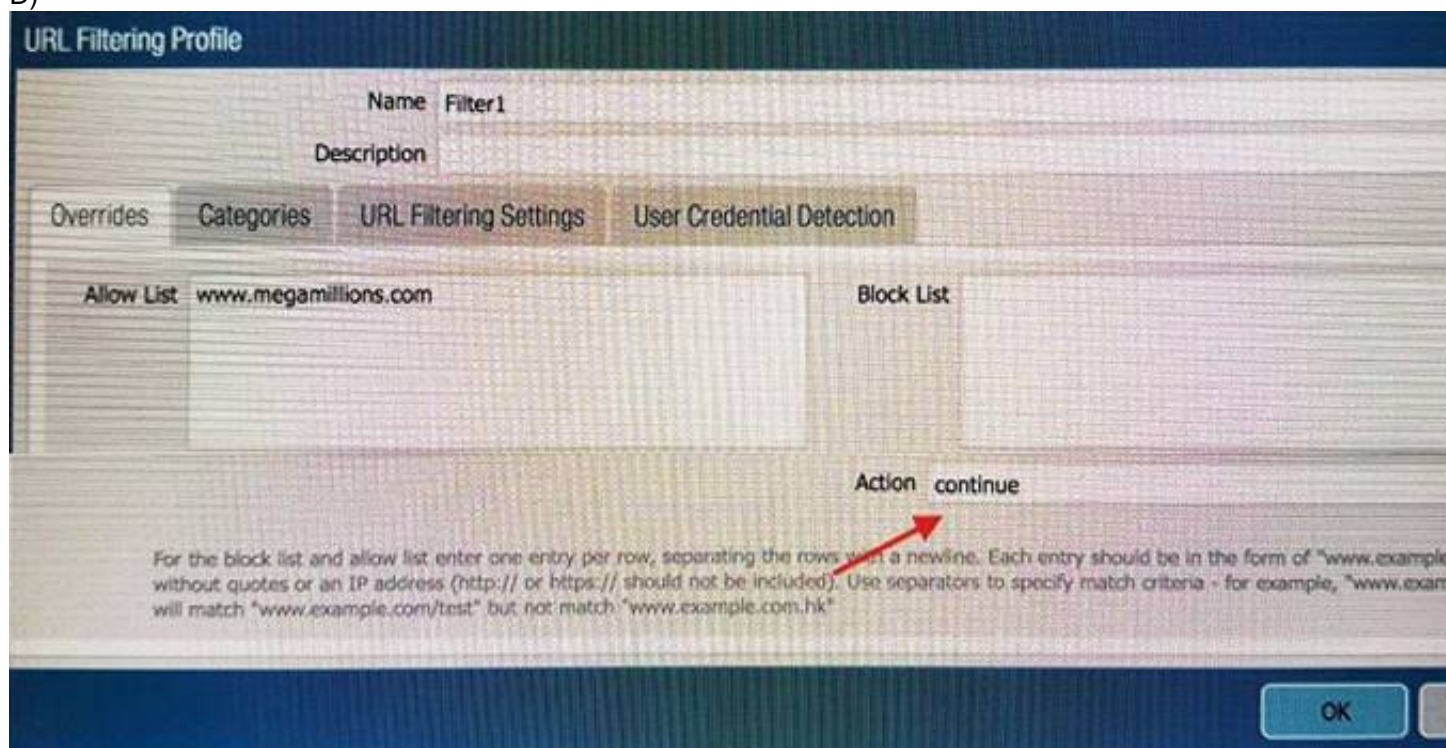 D)
URL Filtering Profile
Name Filter1
Description
Overrides Categories URL Filtering Settings User Credential Detection
Allow List www.megamillions.com Block List
Action continue
For the block list and allow list enter one entry per row, separating the rows with a newline. Each entry should be in the form of "www.example
without quotes or an IP address (http:// or https:// should not be included). Use separators to specify match criteria - for example, "www.exam
will match "www.example.com/test" but not match "www.example.com.hk"
OK